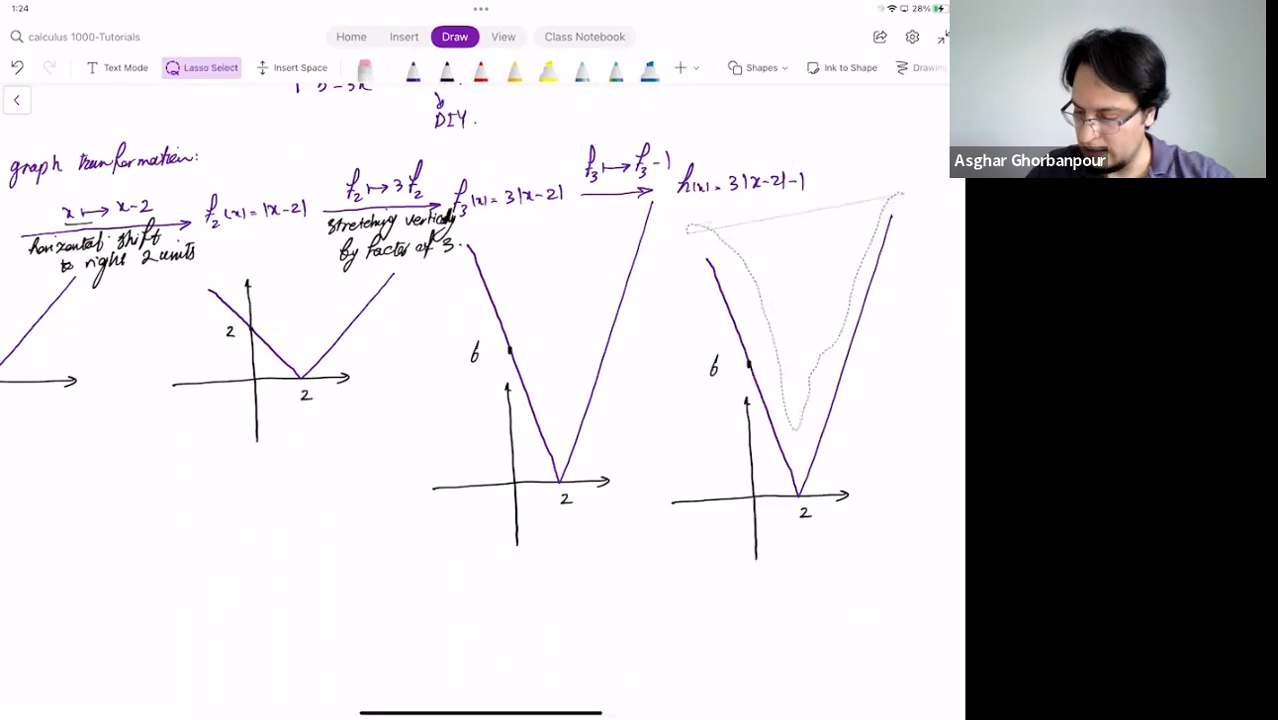 1:24
28%
calculus 1000-Tutorials
Home Insert Draw View Class Notebook
Text Mode Lasso Select Insert Space Shapes Ink to Shape Drawing
DIY.
graph tranformation:
x ↦ x-2
horizontal shift
to right 2 units
f₂(x) = |x-2|
f₂ ↦ 3f₂
stretching vertically
by factor of 3.
f₃(x) = 3|x-2|
f₃ ↦ f₃-1
h(x) = 3|x-2|-1
2
2
6
2
6
2
Asghar Ghorbanpour